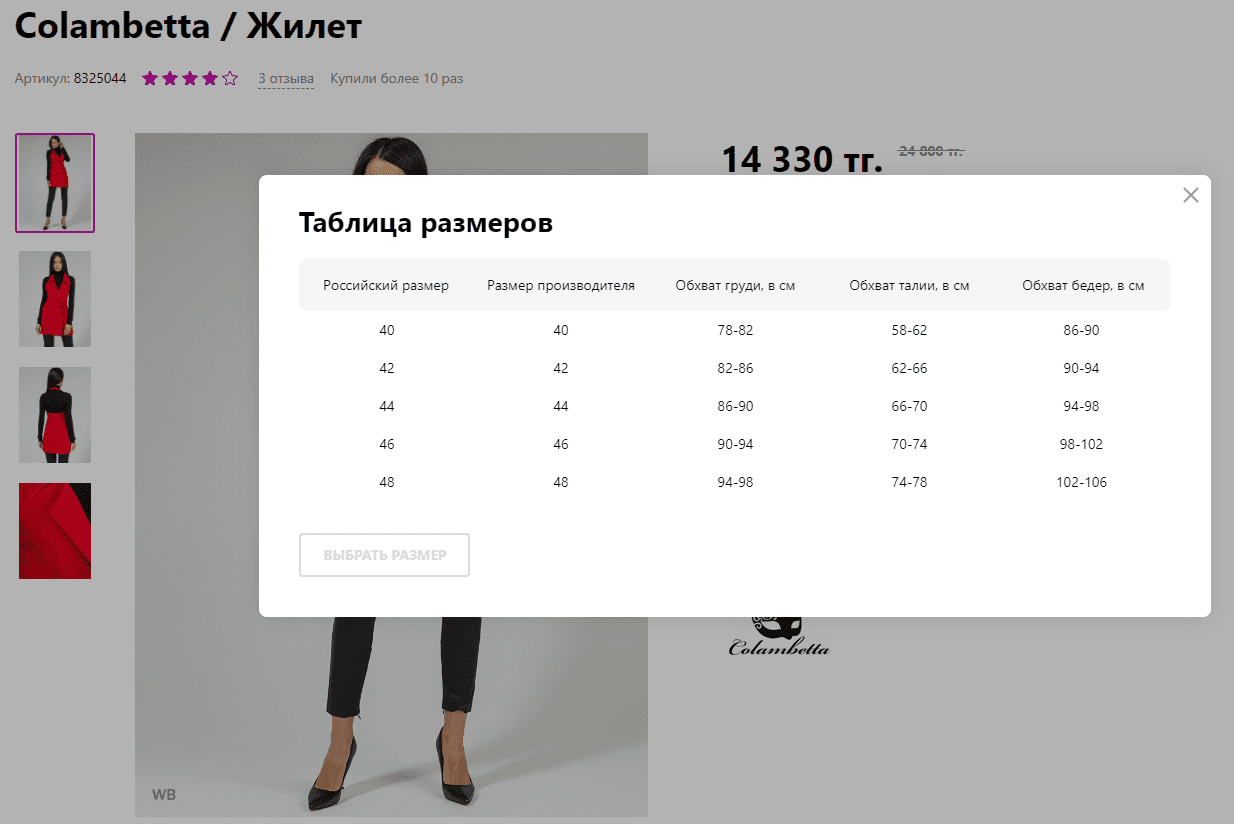 Colambetta / Жилет
Артикул: 8325044 3 отзыва Купили более 10 раз
14 330 тг. 24 800 тг.
Таблица размеров
Российский размер Размер производителя Обхват груди, в см Обхват талии, в см Обхват бедер, в см
40 40 78-82 58-62 86-90
42 42 82-86 62-66 90-94
44 44 86-90 66-70 94-98
46 46 90-94 70-74 98-102
48 48 94-98 74-78 102-106
ВЫБРАТЬ РАЗМЕР
Colambetta
WB